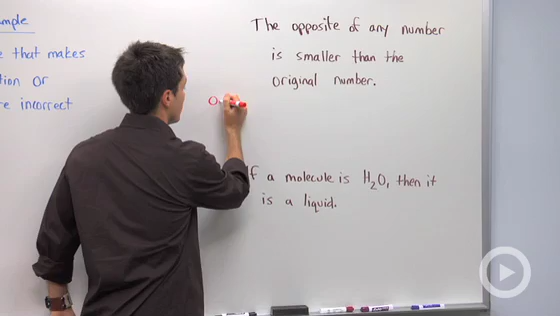 ample
The opposite of any number
e that makes
is smaller than the
tion or
original number.
re incorrect
f a molecule is H₂O, then it
is a liquid.